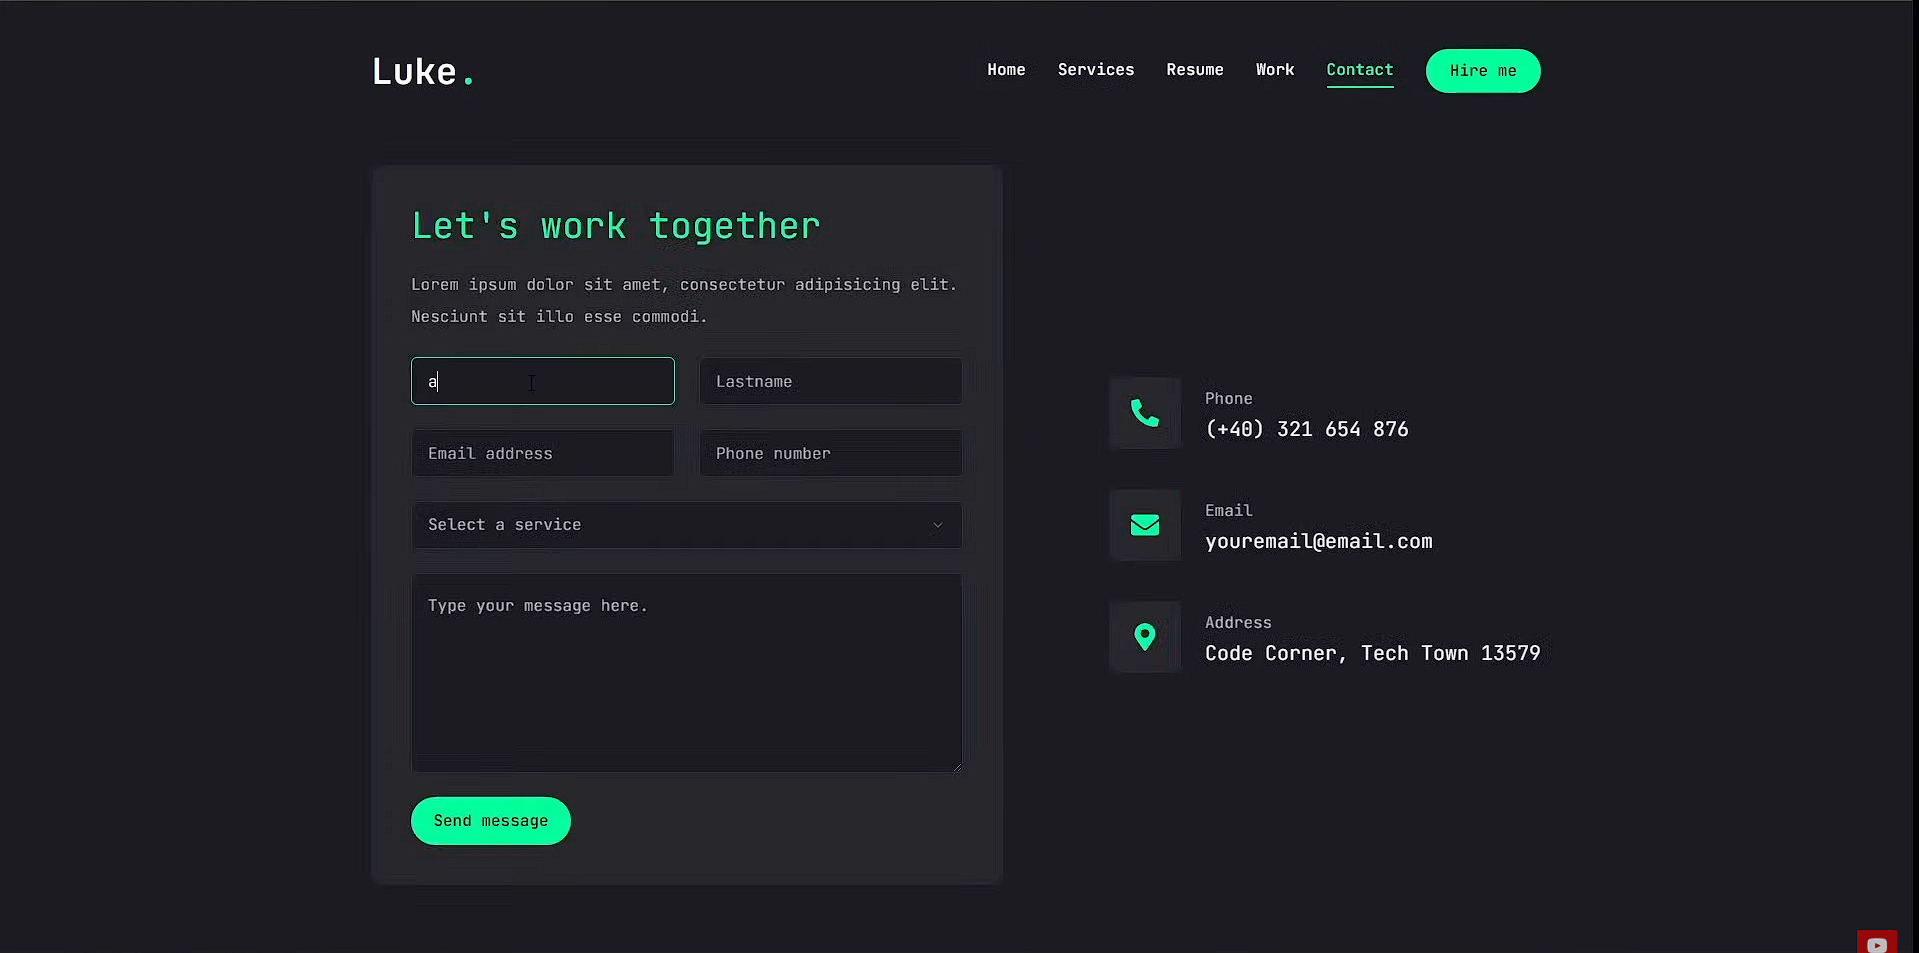 Luke.
Home Services Resume Work Contact Hire me
Let's work together
Lorem ipsum dolor sit amet, consectetur adipisicing elit.
Nesciunt sit illo esse commodi.
a
Lastname
Email address
Phone number
Select a service
Type your message here.
Send message
Phone
(+40) 321 654 876
Email
youremail@email.com
Address
Code Corner, Tech Town 13579